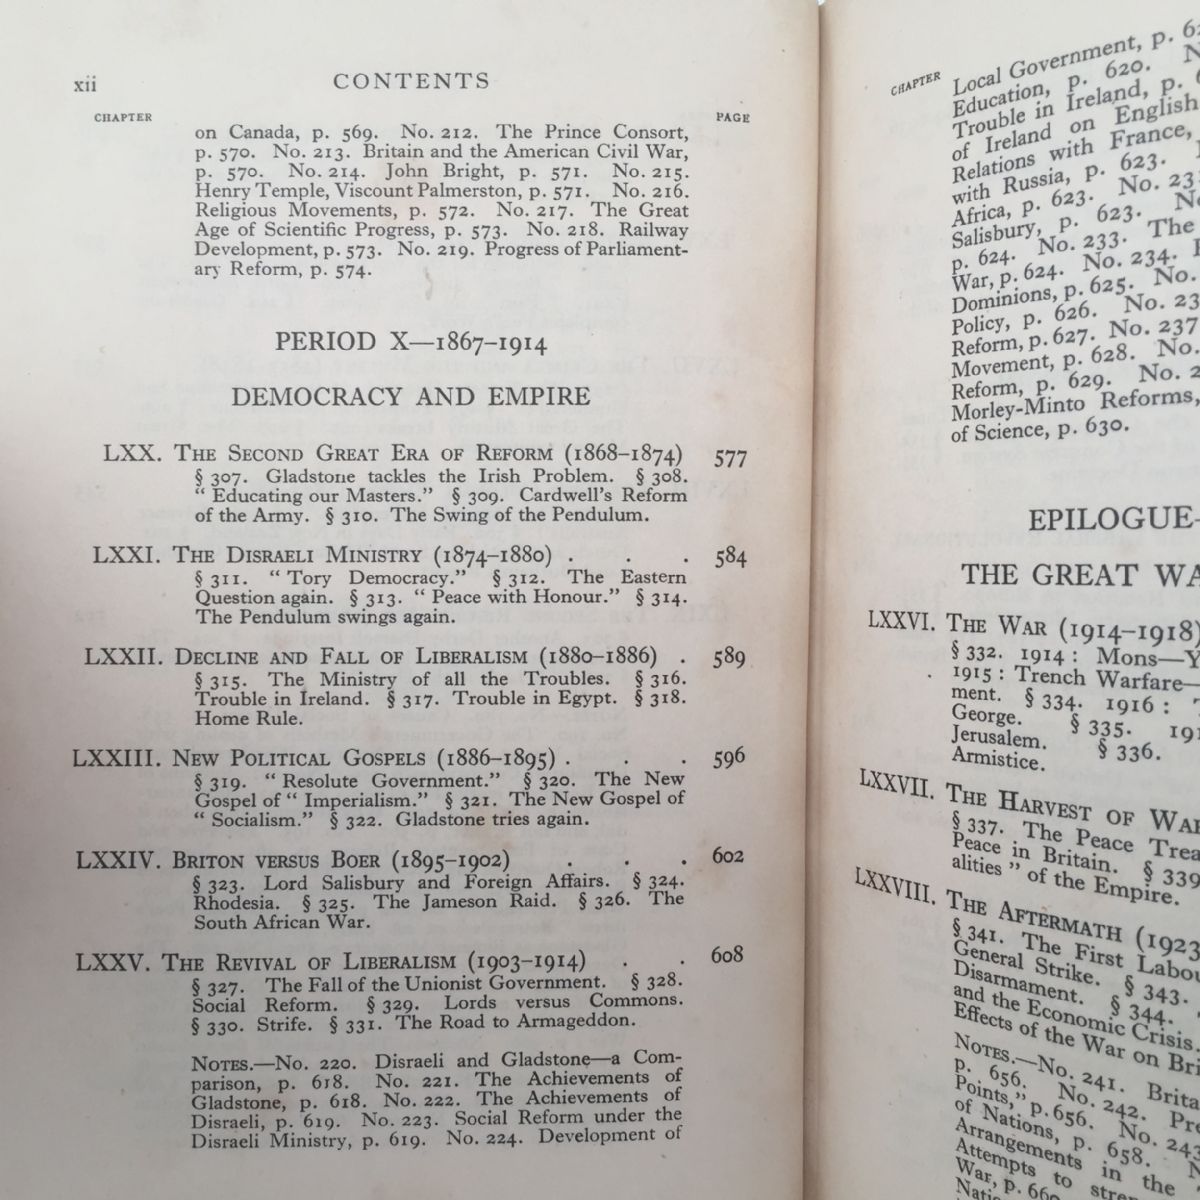 xii
CONTENTS
CHAPTER
PAGE
on Canada, p. 569. No. 212. The Prince Consort,
p. 570. No. 213. Britain and the American Civil War,
p. 570. No. 214. John Bright, p. 571. No. 215.
Henry Temple, Viscount Palmerston, p. 571. No. 216.
Religious Movements, p. 572. No. 217. The Great
Age of Scientific Progress, p. 573. No. 218. Railway
Development, p. 573. No. 219. Progress of Parliament-
ary Reform, p. 574.
PERIOD X—1867–1914
DEMOCRACY AND EMPIRE
LXX. THE SECOND GREAT ERA OF REFORM (1868–1874) 577
§ 307. Gladstone tackles the Irish Problem. § 308.
“ Educating our Masters.” § 309. Cardwell's Reform
of the Army. § 310. The Swing of the Pendulum.
LXXI. THE DISRAELI MINISTRY (1874–1880) . . . 584
§ 311. “ Tory Democracy.” § 312. The Eastern
Question again. § 313. “ Peace with Honour.” § 314.
The Pendulum swings again.
LXXII. DECLINE AND FALL OF LIBERALISM (1880–1886) . 589
§ 315. The Ministry of all the Troubles. § 316.
Trouble in Ireland. § 317. Trouble in Egypt. § 318.
Home Rule.
LXXIII. NEW POLITICAL GOSPELS (1886–1895) . . . 596
§ 319. “ Resolute Government.” § 320. The New
Gospel of “ Imperialism.” § 321. The New Gospel of
“ Socialism.” § 322. Gladstone tries again.
LXXIV. BRITON VERSUS BOER (1895–1902) . . . 602
§ 323. Lord Salisbury and Foreign Affairs. § 324.
Rhodesia. § 325. The Jameson Raid. § 326. The
South African War.
LXXV. THE REVIVAL OF LIBERALISM (1903–1914) . . 608
§ 327. The Fall of the Unionist Government. § 328.
Social Reform. § 329. Lords versus Commons.
§ 330. Strife. § 331. The Road to Armageddon.
NOTES.—No. 220. Disraeli and Gladstone—a Com-
parison, p. 618. No. 221. The Achievements of
Gladstone, p. 618. No. 222. The Achievements of
Disraeli, p. 619. No. 223. Social Reform under the
Disraeli Ministry, p. 619. No. 224. Development of
CHAPTER
Local Government, p.
Education, p. 620.
Trouble in Ireland, p.
of Ireland on English
Relations with France,
with Russia, p. 623.
Africa, p. 623. No.
Salisbury, p. 623.
p. 624. No. 233. The
War, p. 624. No. 234.
Dominions, p. 625. No.
Policy, p. 626. No.
Reform, p. 627. No. 237
Movement, p. 628. No.
Reform, p. 629. No.
Morley-Minto Reforms,
of Science, p. 630.
EPILOGUE—
THE GREAT WA
LXXVI. THE WAR (1914–1918)
§ 332. 1914 : Mons—Y
1915 : Trench Warfare—
ment. § 334. 1916 :
George. § 335. 191
Jerusalem. § 336.
Armistice.
LXXVII. THE HARVEST OF WAR
§ 337. The Peace Trea
Peace in Britain. § 339
alities ” of the Empire.
LXXVIII. THE AFTERMATH (1923
§ 341. The First Labou
General Strike. § 343.
Disarmament. § 344.
and the Economic Crisis.
Effects of the War on Bri
NOTES.—No. 241. Brita
p. 656. No. 242. Pre
Points,” p. 656. No. 243
of Nations, p. 658.
Arrangements in the
Attempts to stren
War, p. 660
Natio